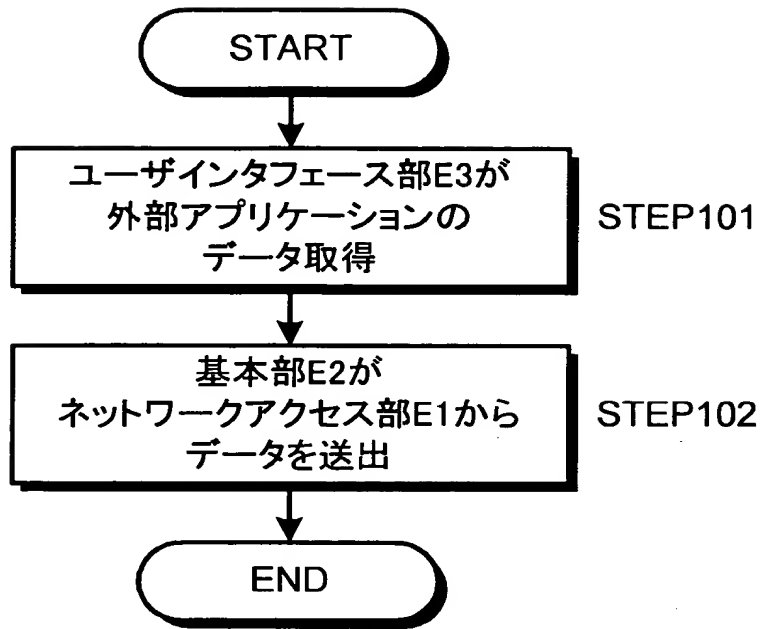 START
ユーザインタフェース部E3が
外部アプリケーションの
データ取得
STEP101
基本部E2が
ネットワークアクセス部E1から
データを送出
STEP102
END